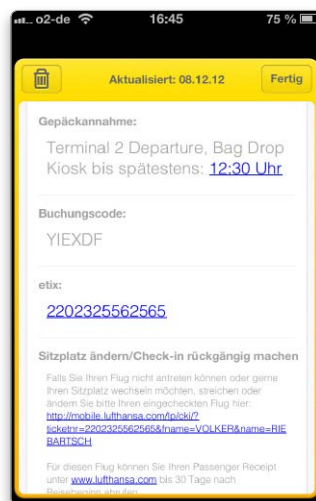 o2-de 16:45 75 %
Aktualisiert: 08.12.12 Fertig
Gepäckannahme:
Terminal 2 Departure, Bag Drop
Kiosk bis spätestens: 12:30 Uhr
Buchungscode:
YIEXDF
etix:
2202325562565
Sitzplatz ändern/Check-in rückgängig machen
Falls Sie Ihren Flug nicht antreten können oder gerne
Ihren Sitzplatz wechseln möchten, streichen oder
ändern Sie bitte Ihren eingecheckten Flug hier:
http://mobile.lufthansa.com/lp/cki/?
ticketnr=2202325562565&fname=VOLKER&name=RIE
BARTSCH
Für diesen Flug können Sie Ihren Passenger Receipt
unter www.lufthansa.com bis 30 Tage nach
Reisebeginn abrufen